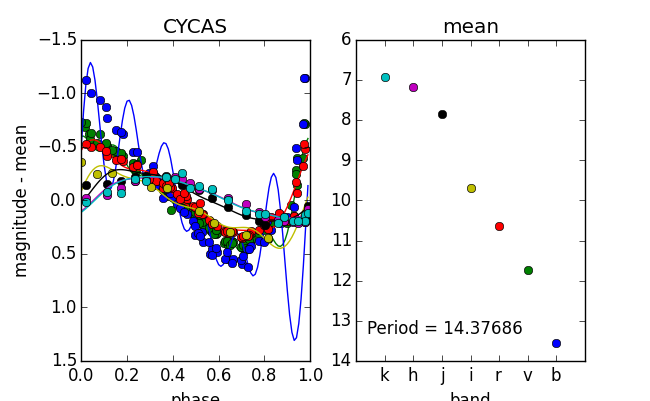 CYCAS
mean
magnitude - mean
−1.5
−1.0
−0.5
0.0
0.5
1.0
1.5
0.0 0.2 0.4 0.6 0.8 1.0
phase
6
7
8
9
10
11
12
13
14
Period = 14.37686
k h j i r v b
band